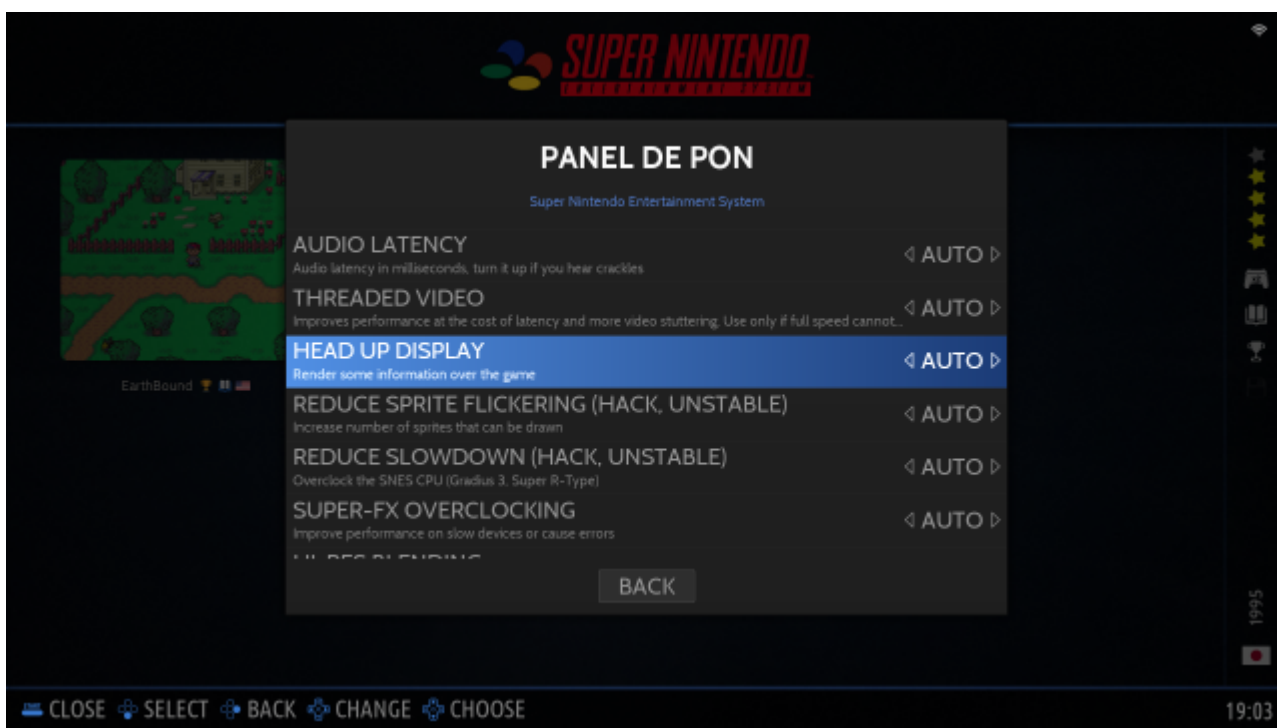 SUPER NINTENDO
ENTERTAINMENT SYSTEM
PANEL DE PON
Super Nintendo Entertainment System
AUDIO LATENCY
Audio latency in milliseconds, turn it up if you hear crackles
AUTO
THREADED VIDEO
Improves performance at the cost of latency and more video stuttering. Use only if full speed cannot...
AUTO
HEAD UP DISPLAY
Render some information over the game
AUTO
REDUCE SPRITE FLICKERING (HACK, UNSTABLE)
Increase number of sprites that can be drawn
AUTO
REDUCE SLOWDOWN (HACK, UNSTABLE)
Overclock the SNES CPU (Gradius 3, Super R-Type)
AUTO
SUPER-FX OVERCLOCKING
Improve performance on slow devices or cause errors
AUTO
BACK
EarthBound
1995
START CLOSE SELECT BACK CHANGE CHOOSE
19:03